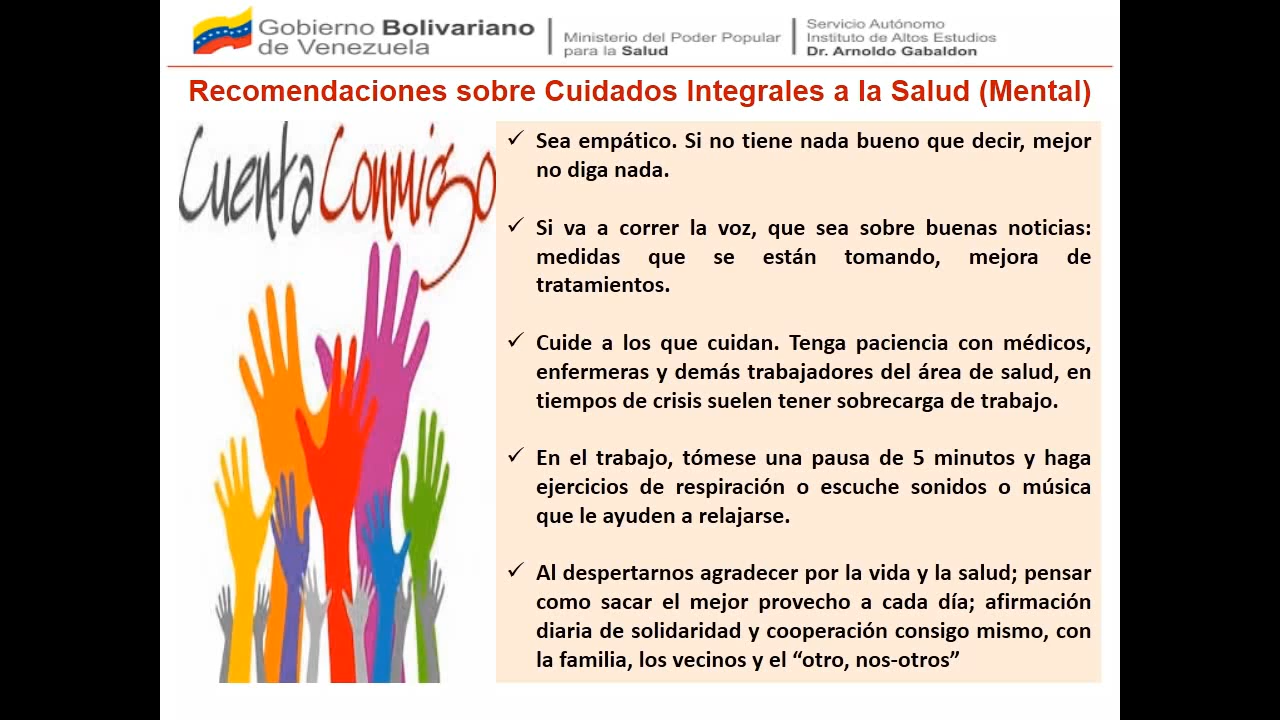 Gobierno Bolivariano
de Venezuela
Ministerio del Poder Popular
para la Salud
Servicio Autónomo
Instituto de Altos Estudios
Dr. Arnoldo Gabaldon
Recomendaciones sobre Cuidados Integrales a la Salud (Mental)
Cuenta Conmigo
✓ Sea empático. Si no tiene nada bueno que decir, mejor
no diga nada.
✓ Si va a correr la voz, que sea sobre buenas noticias:
medidas que se están tomando, mejora de
tratamientos.
✓ Cuide a los que cuidan. Tenga paciencia con médicos,
enfermeras y demás trabajadores del área de salud, en
tiempos de crisis suelen tener sobrecarga de trabajo.
✓ En el trabajo, tómese una pausa de 5 minutos y haga
ejercicios de respiración o escuche sonidos o música
que le ayuden a relajarse.
✓ Al despertarnos agradecer por la vida y la salud; pensar
como sacar el mejor provecho a cada día; afirmación
diaria de solidaridad y cooperación consigo mismo, con
la familia, los vecinos y el “otro, nos-otros”